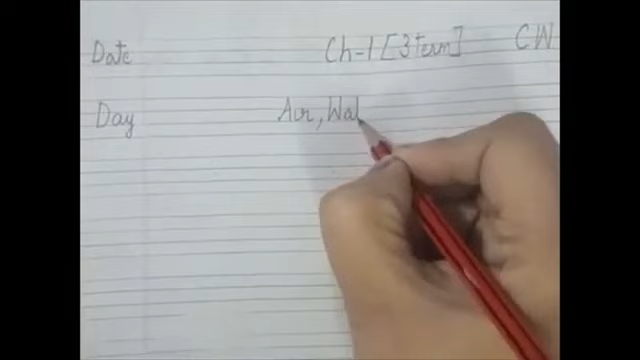 Date Ch-1 [3 term] CW
Day Air, Wa